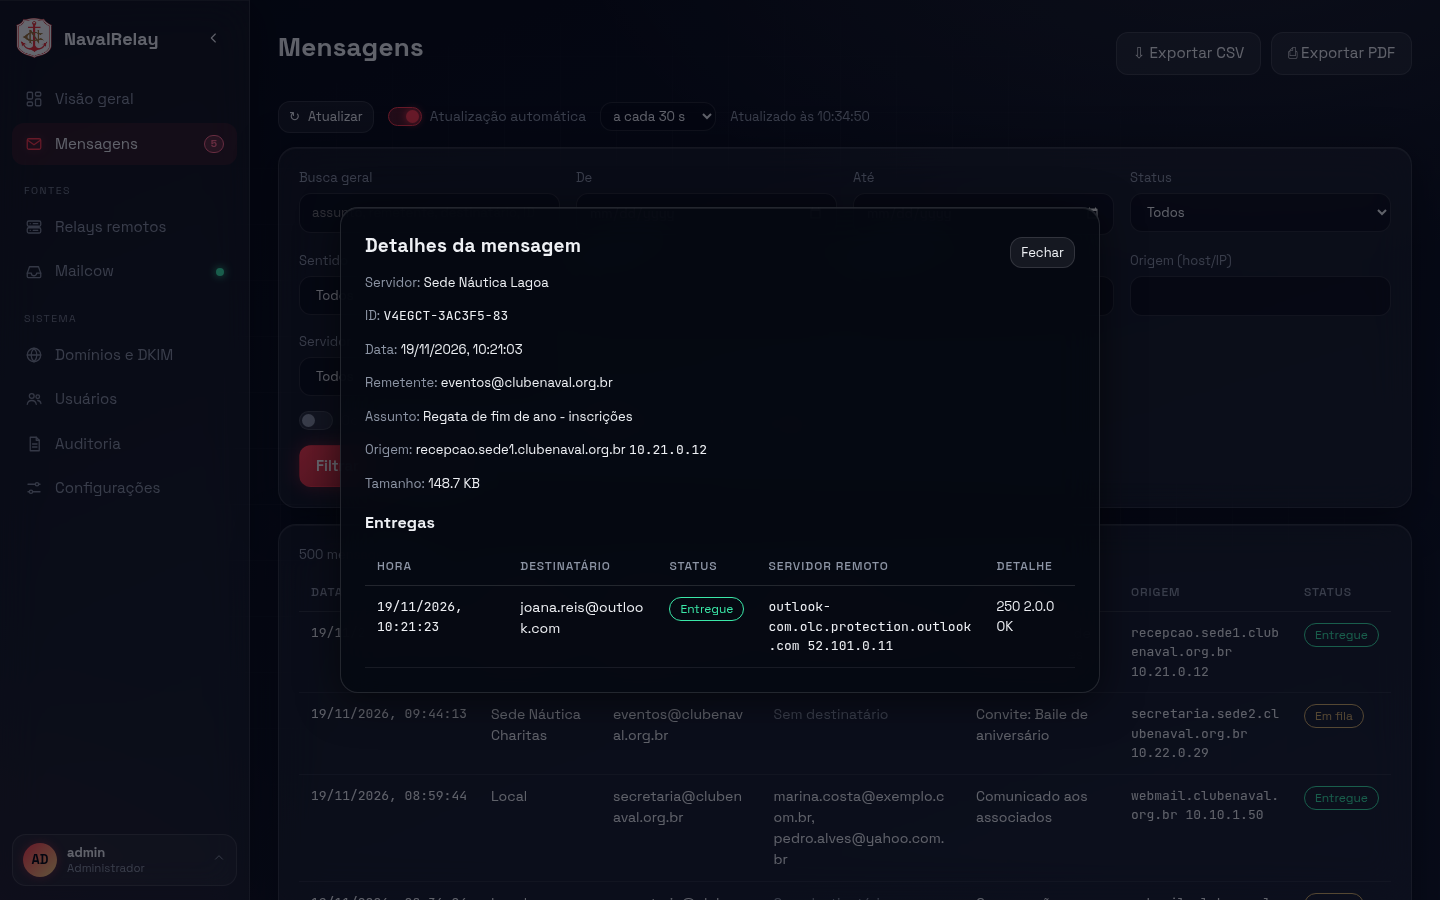 NavalRelay
Visão geral
Mensagens
5
FONTES
Relays remotos
Mailcow
SISTEMA
Domínios e DKIM
Usuários
Auditoria
Configurações
AD
admin
Administrador
Mensagens
Exportar CSV
Exportar PDF
Atualizar
Atualização automática
a cada 30 s
Atualizado às 10:34:50
Busca geral
De
Até
Status
Todos
Origem (host/IP)
Detalhes da mensagem
Fechar
Servidor: Sede Náutica Lagoa
ID: V4EGCT-3AC3F5-83
Data: 19/11/2026, 10:21:03
Remetente: eventos@clubenaval.org.br
Assunto: Regata de fim de ano - inscrições
Origem: recepcao.sede1.clubenaval.org.br 10.21.0.12
Tamanho: 148.7 KB
Entregas
HORA DESTINATÁRIO STATUS SERVIDOR REMOTO DETALHE
19/11/2026, joana.reis@outloo Entregue outlook- 250 2.0.0
10:21:23 k.com com.olc.protection.outlook OK
.com 52.101.0.11
ORIGEM STATUS
recepcao.sede1.club Entregue
enaval.org.br
10.21.0.12
19/11/2026, 09:44:13 Sede Náutica eventos@clubenav Sem destinatário Convite: Baile de secretaria.sede2.cl Em fila
Charitas al.org.br aniversário ubenaval.org.br
10.22.0.29
19/11/2026, 08:59:44 Local secretaria@cluben marina.costa@exemplo.c Comunicado aos webmail.clubenaval. Entregue
aval.org.br om.br, associados org.br 10.10.1.50
pedro.alves@yahoo.com.
br